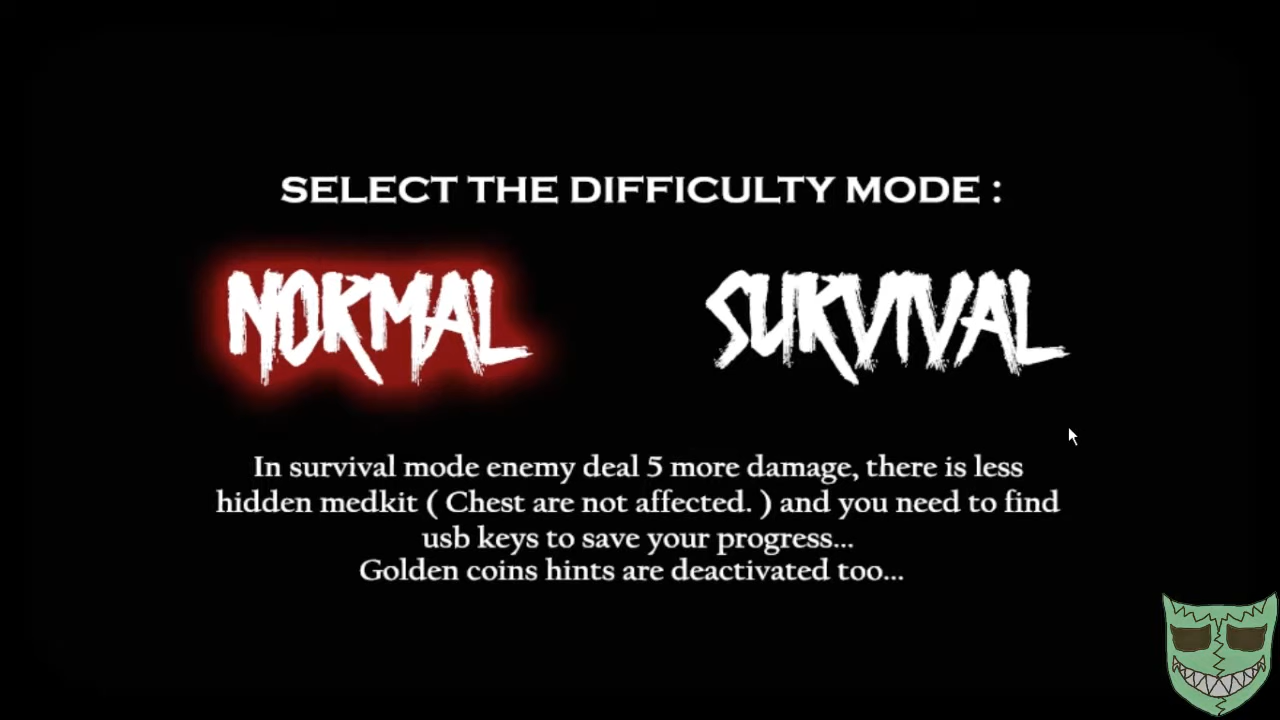 SELECT THE DIFFICULTY MODE :
NORMAL SURVIVAL
In survival mode enemy deal 5 more damage, there is less
hidden medkit ( Chest are not affected. ) and you need to find
usb keys to save your progress...
Golden coins hints are deactivated too...